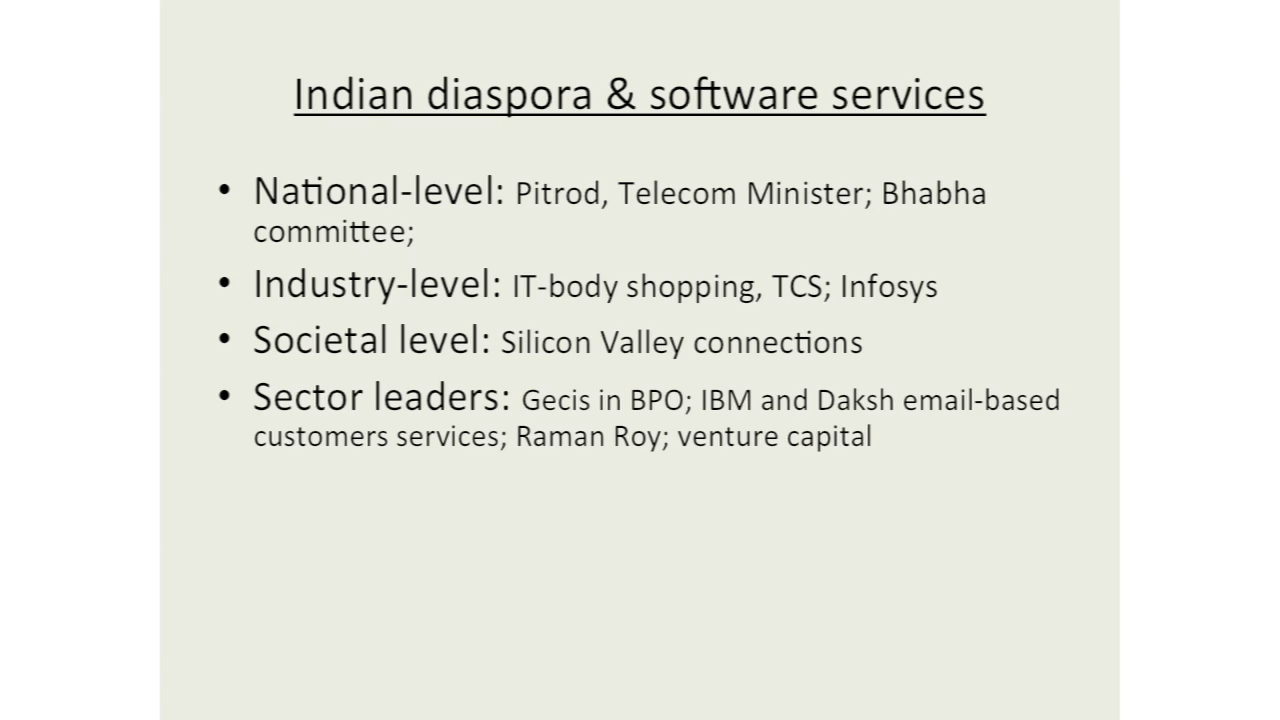 Indian diaspora & software services
• National-level: Pitrod, Telecom Minister; Bhabha
committee;
• Industry-level: IT-body shopping, TCS; Infosys
• Societal level: Silicon Valley connections
• Sector leaders: Gecis in BPO; IBM and Daksh email-based
customers services; Raman Roy; venture capital